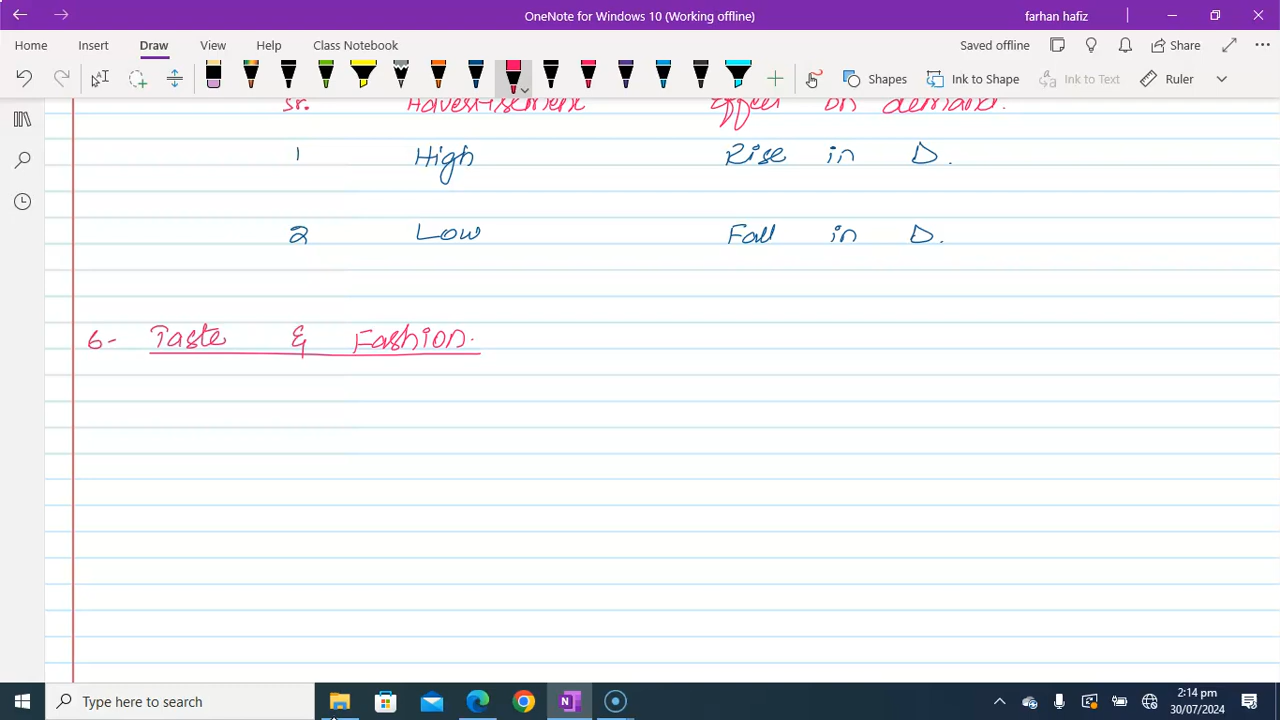 OneNote for Windows 10 (Working offline)
farhan hafiz
Home Insert Draw View Help Class Notebook
Saved offline
Share
Shapes
Ink to Shape
Ink to Text
Ruler
Sr. Advertisement Effect on demand.
1 High Rise in D.
2 Low Fall in D.
6- Taste & Fashion.
Type here to search
2:14 pm
30/07/2024